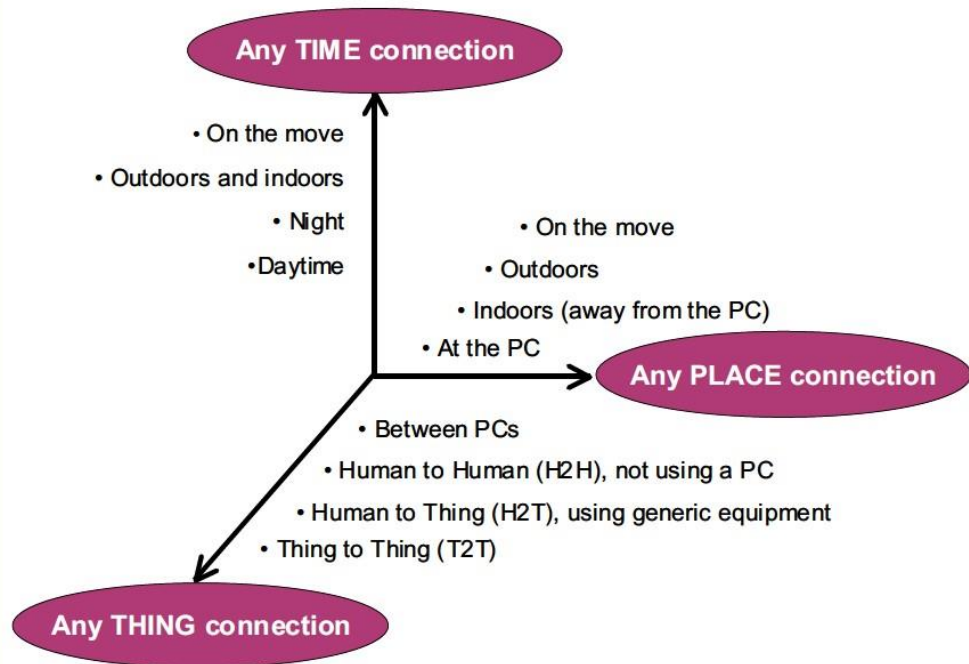 Any TIME connection
• On the move
• Outdoors and indoors
• Night
•Daytime
• On the move
• Outdoors
• Indoors (away from the PC)
• At the PC
Any PLACE connection
• Between PCs
• Human to Human (H2H), not using a PC
• Human to Thing (H2T), using generic equipment
• Thing to Thing (T2T)
Any THING connection